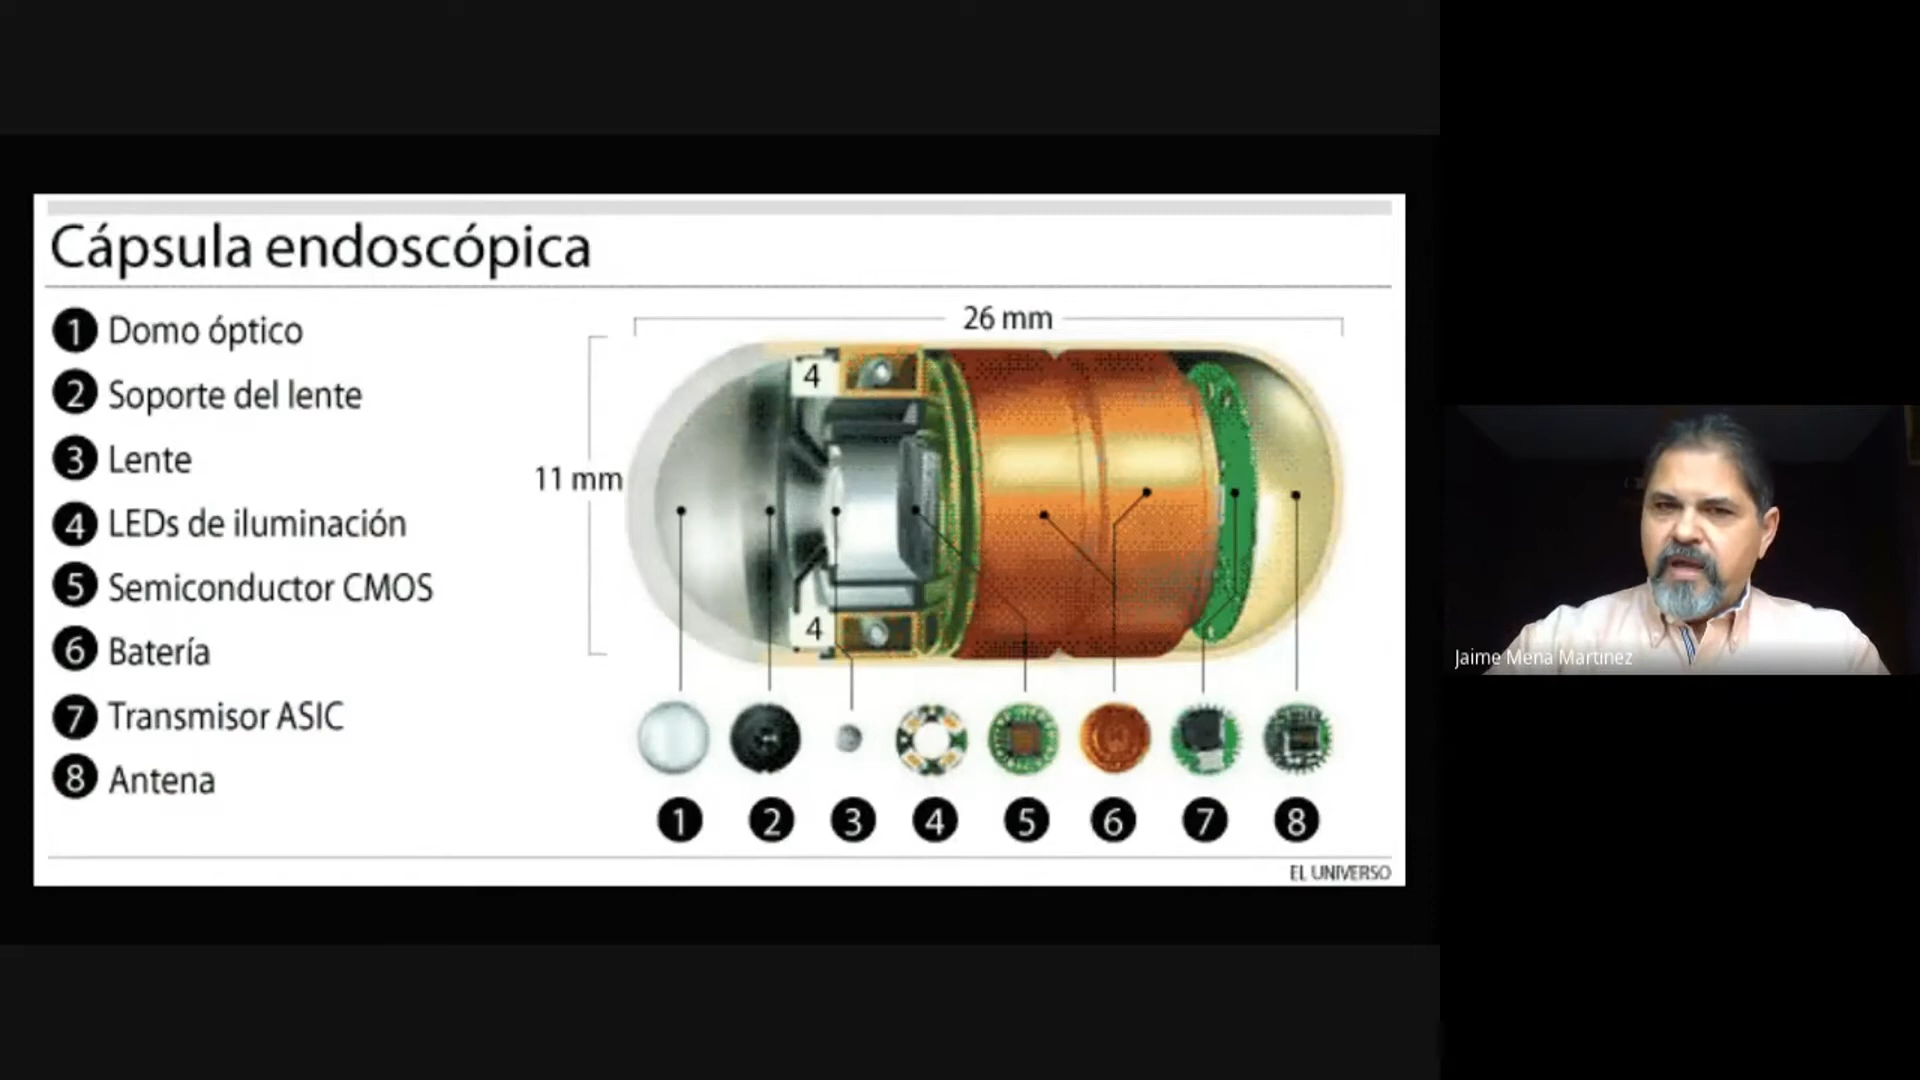 Cápsula endoscópica
1 Domo óptico
2 Soporte del lente
3 Lente
4 LEDs de iluminación
5 Semiconductor CMOS
6 Batería
7 Transmisor ASIC
8 Antena
26 mm
11 mm
4
4
1 2 3 4 5 6 7 8
EL UNIVERSO
Jaime Mena Martinez